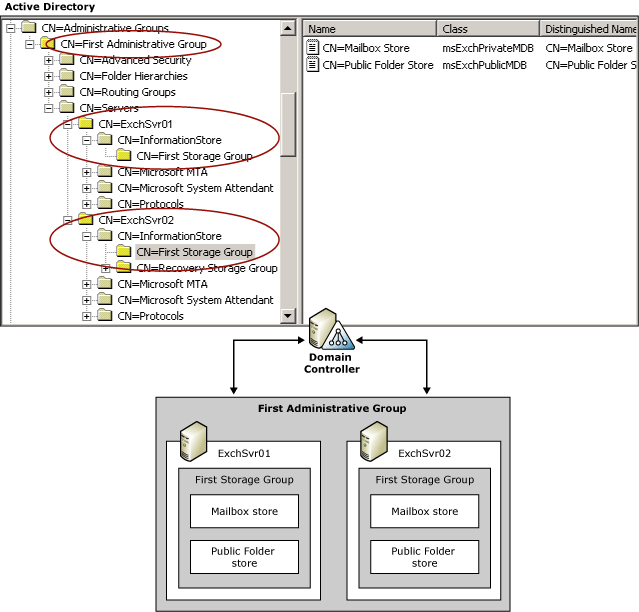 Active Directory
CN=Administrative Groups
CN=First Administrative Group
CN=Advanced Security
CN=Folder Hierarchies
CN=Routing Groups
CN=Servers
CN=ExchSvr01
CN=InformationStore
CN=First Storage Group
CN=Microsoft MTA
CN=Microsoft System Attendant
CN=Protocols
CN=ExchSvr02
CN=InformationStore
CN=First Storage Group
CN=Recovery Storage Group
CN=Microsoft MTA
CN=Microsoft System Attendant
CN=Protocols
Name Class Distinguished Name
CN=Mailbox Store msExchPrivateMDB CN=Mailbox Store
CN=Public Folder Store msExchPublicMDB CN=Public Folder S
Domain
Controller
First Administrative Group
ExchSvr01
First Storage Group
Mailbox store
Public Folder
store
ExchSvr02
First Storage Group
Mailbox store
Public Folder
store